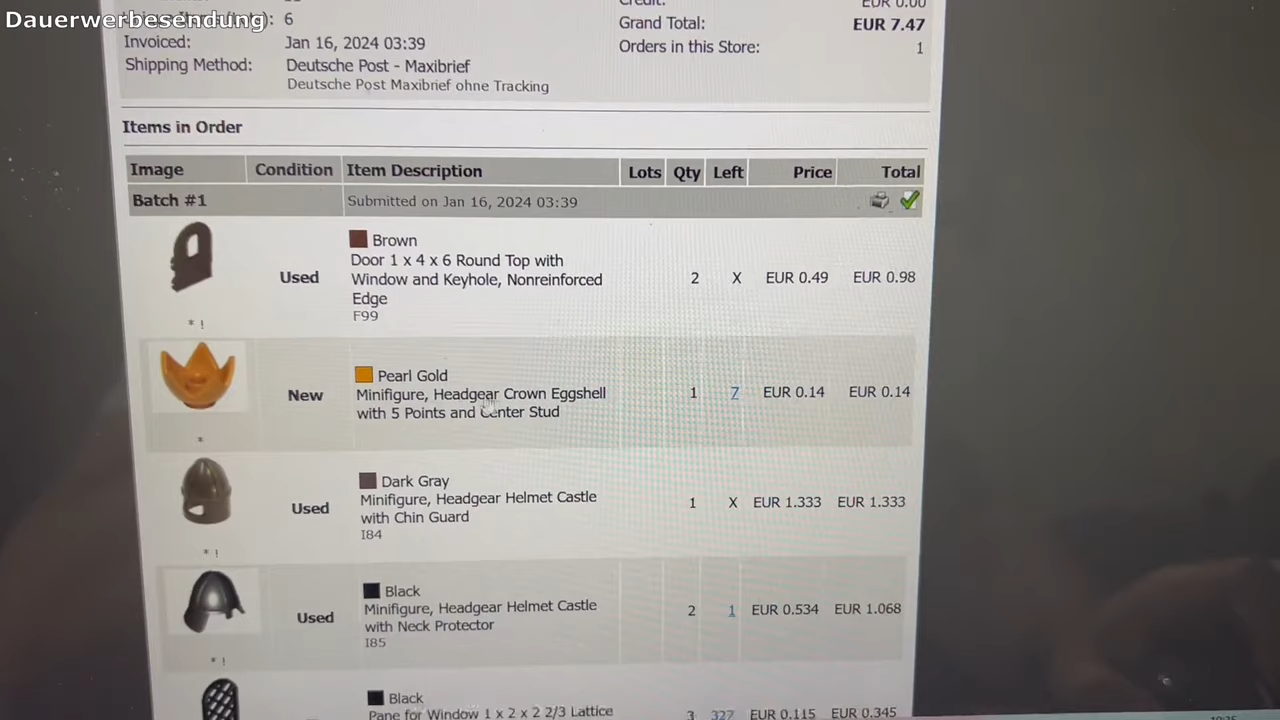 Dauerwerbesendung
6
Credit: EUR 0.00
Grand Total: EUR 7.47
Invoiced: Jan 16, 2024 03:39
Orders in this Store: 1
Shipping Method: Deutsche Post - Maxibrief
Deutsche Post Maxibrief ohne Tracking
Items in Order
Image Condition Item Description Lots Qty Left Price Total
Batch #1 Submitted on Jan 16, 2024 03:39
Brown
Door 1 x 4 x 6 Round Top with
Window and Keyhole, Nonreinforced
Edge
F99
Used 2 X EUR 0.49 EUR 0.98
* !
Pearl Gold
Minifigure, Headgear Crown Eggshell
with 5 Points and Center Stud
New 1 7 EUR 0.14 EUR 0.14
*
Dark Gray
Minifigure, Headgear Helmet Castle
with Chin Guard
I84
Used 1 X EUR 1.333 EUR 1.333
* !
Black
Minifigure, Headgear Helmet Castle
with Neck Protector
I85
Used 2 1 EUR 0.534 EUR 1.068
* !
Black
Pane for Window 1 x 2 x 2 2/3 Lattice
3 327 EUR 0.115 EUR 0.345